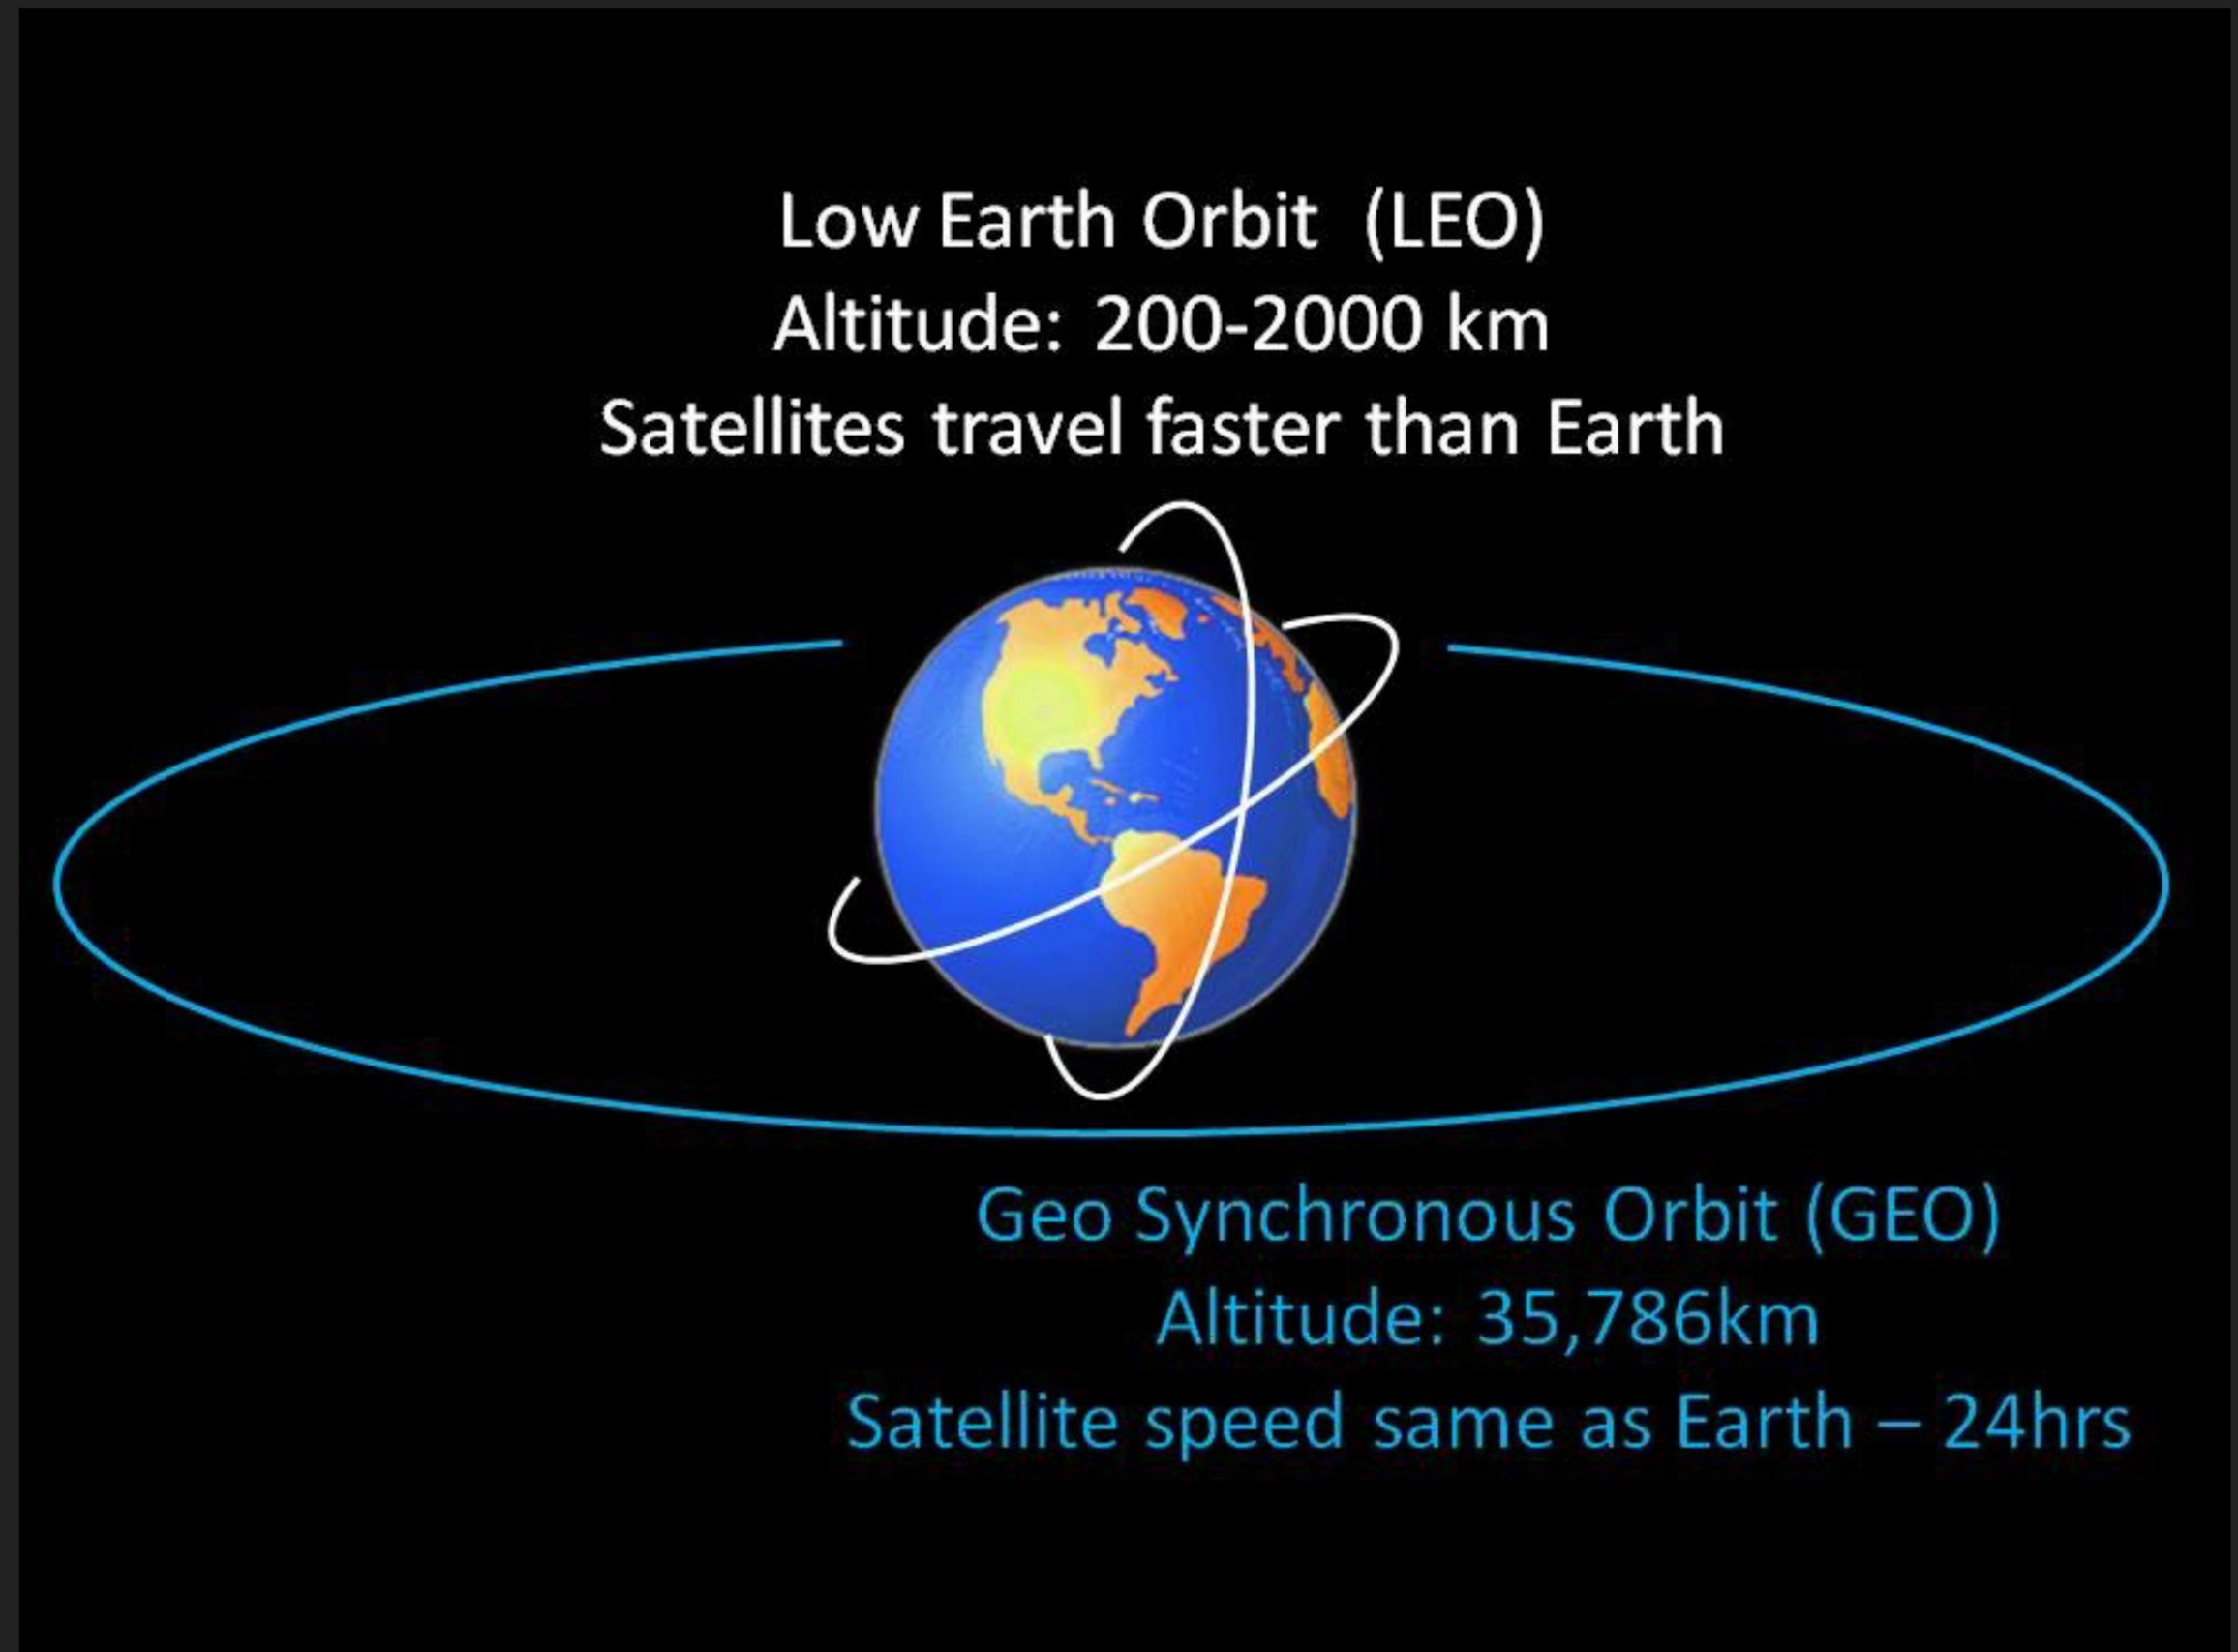 Low Earth Orbit (LEO)
Altitude: 200-2000 km
Satellites travel faster than Earth
Geo Synchronous Orbit (GEO)
Altitude: 35,786km
Satellite speed same as Earth – 24hrs